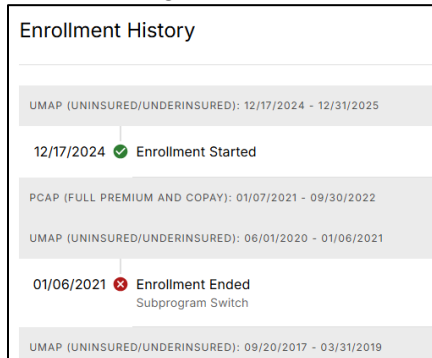 Enrollment History
UMAP (UNINSURED/UNDERINSURED): 12/17/2024 - 12/31/2025
12/17/2024 Enrollment Started
PCAP (FULL PREMIUM AND COPAY): 01/07/2021 - 09/30/2022
UMAP (UNINSURED/UNDERINSURED): 06/01/2020 - 01/06/2021
01/06/2021 Enrollment Ended
Subprogram Switch
UMAP (UNINSURED/UNDERINSURED): 09/20/2017 - 03/31/2019